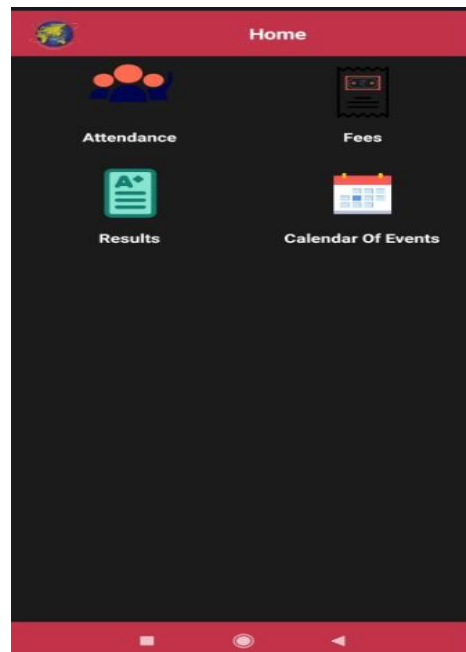 Home
Attendance
Fees
A+
Results
Calendar Of Events